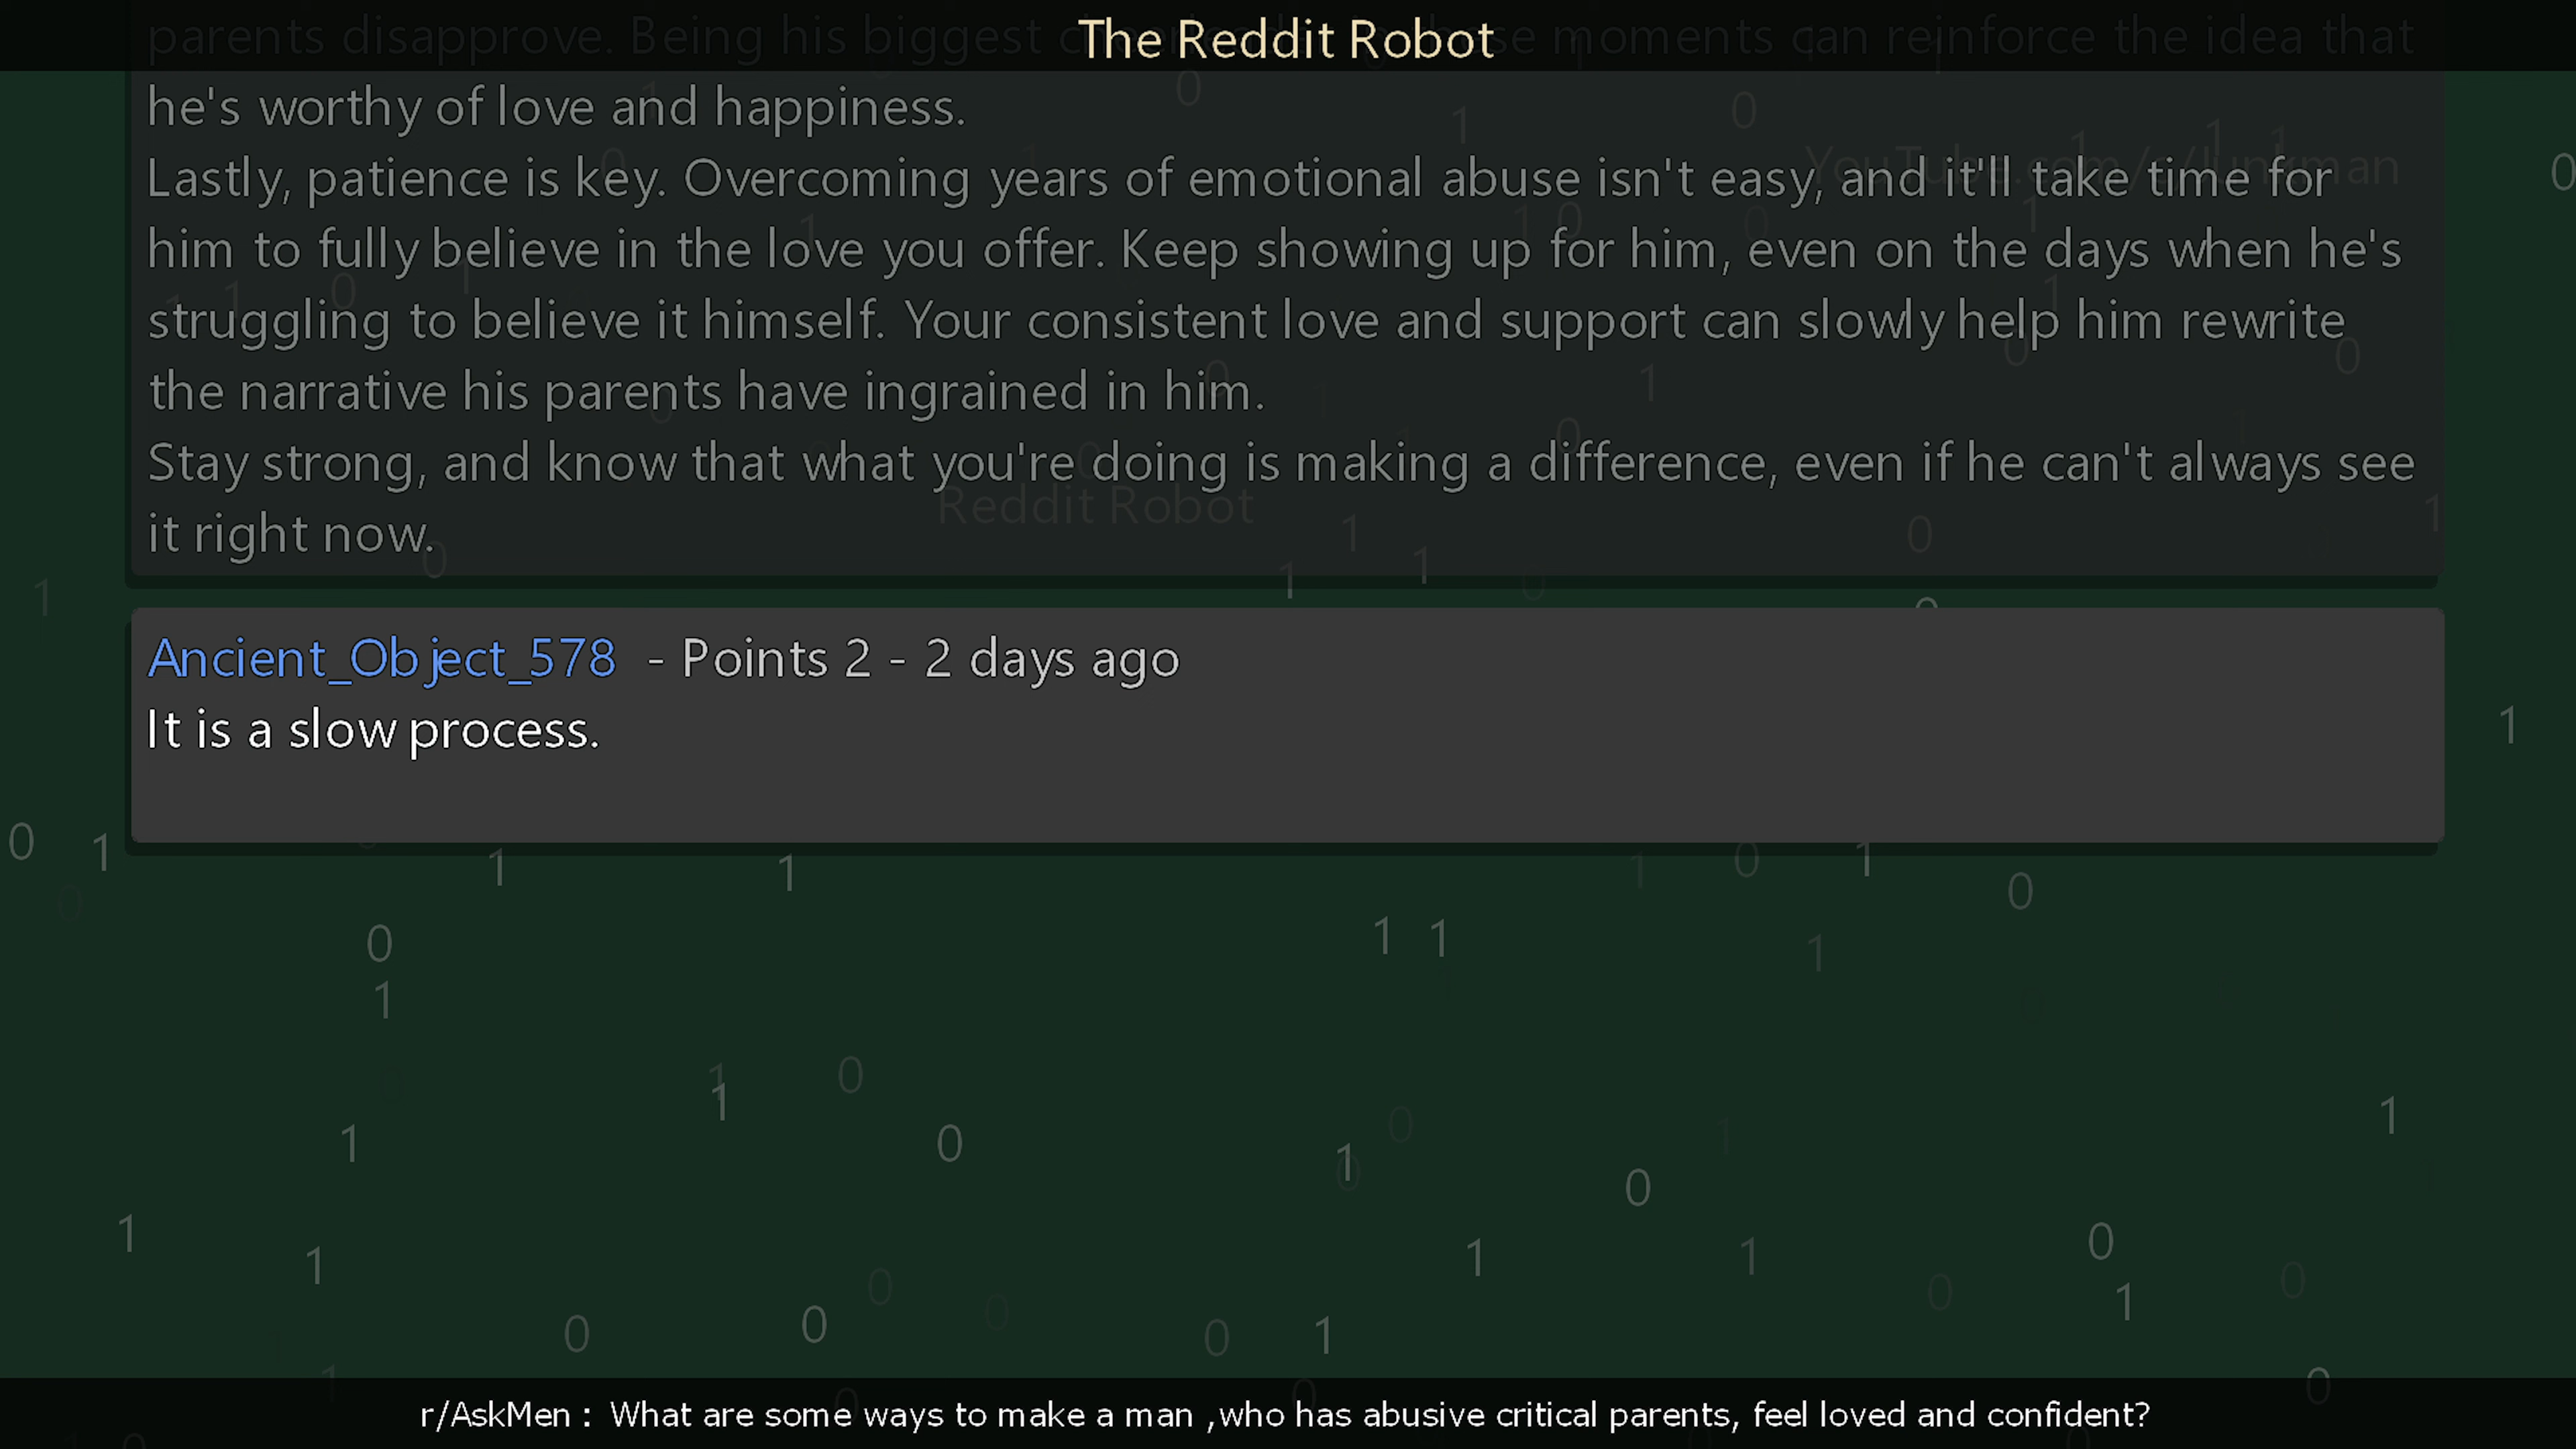 The Reddit Robot
parents disapprove. Being his biggest moments can reinforce the idea that
he's worthy of love and happiness.
Lastly, patience is key. Overcoming years of emotional abuse isn't easy, and it'll take time for
him to fully believe in the love you offer. Keep showing up for him, even on the days when he's
struggling to believe it himself. Your consistent love and support can slowly help him rewrite
the narrative his parents have ingrained in him.
Stay strong, and know that what you're doing is making a difference, even if he can't always see
it right now.
Reddit Robot
Ancient_Object_578 - Points 2 - 2 days ago
It is a slow process.
r/AskMen : What are some ways to make a man ,who has abusive critical parents, feel loved and confident?